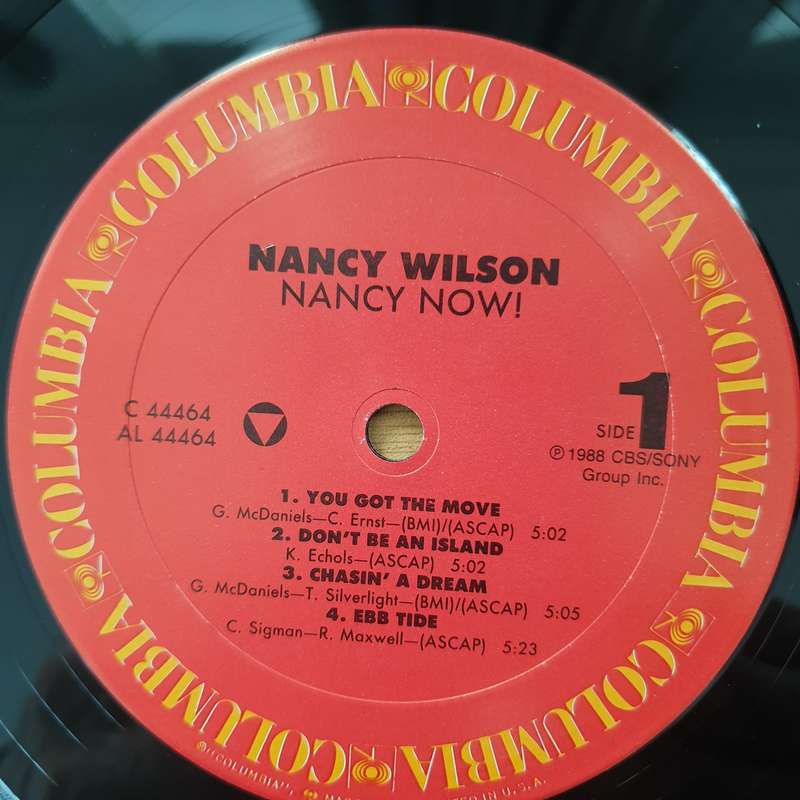 COLUMBIA COLUMBIA COLUMBIA COLUMBIA COLUMBIA COLUMBIA COLUMBIA
NANCY WILSON
NANCY NOW!
C 44464
AL 44464
SIDE 1
℗ 1988 CBS/SONY
Group Inc.
1. YOU GOT THE MOVE
G. McDaniels—C. Ernst—(BMI)/(ASCAP) 5:02
2. DON'T BE AN ISLAND
K. Echols—(ASCAP) 5:02
3. CHASIN' A DREAM
G. McDaniels—T. Silverlight—(BMI)/(ASCAP) 5:05
4. EBB TIDE
C. Sigman—R. Maxwell—(ASCAP) 5:23
"COLUMBIA", IN U.S.A.